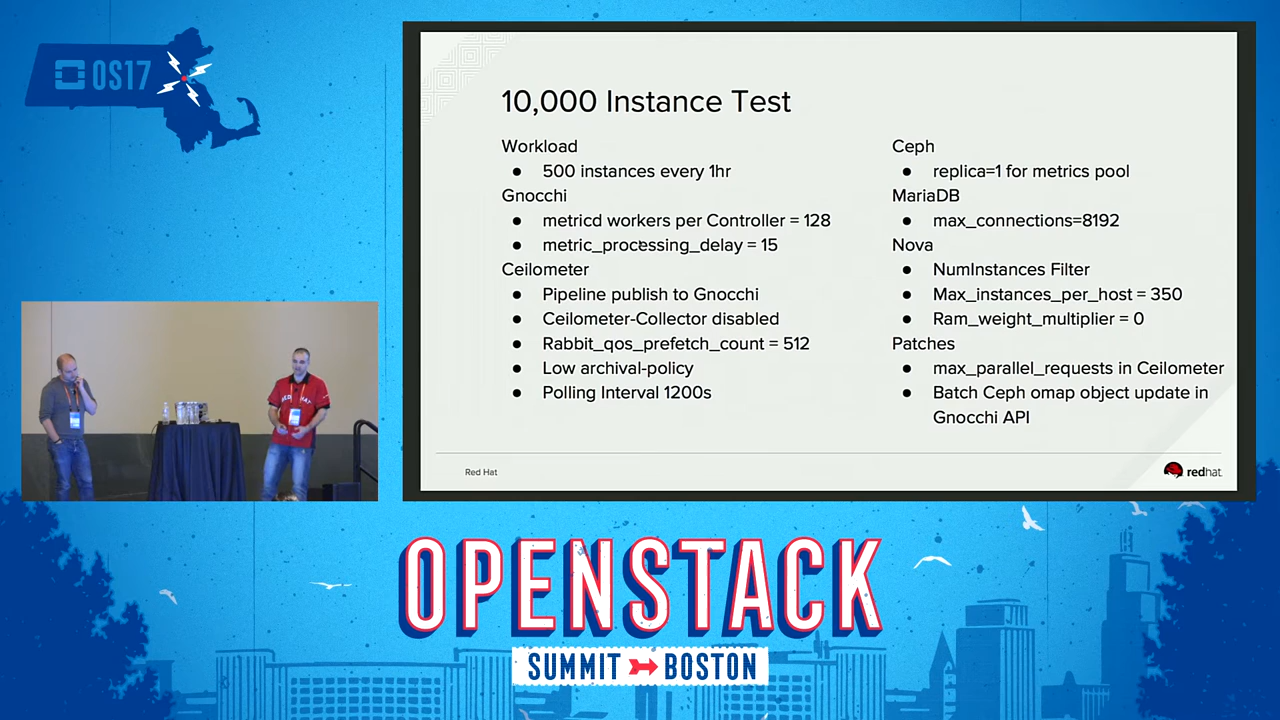 OS17
10,000 Instance Test
Workload
● 500 instances every 1hr
Gnocchi
● metricd workers per Controller = 128
● metric_processing_delay = 15
Ceilometer
● Pipeline publish to Gnocchi
● Ceilometer-Collector disabled
● Rabbit_qos_prefetch_count = 512
● Low archival-policy
● Polling Interval 1200s
Ceph
● replica=1 for metrics pool
MariaDB
● max_connections=8192
Nova
● NumInstances Filter
● Max_instances_per_host = 350
● Ram_weight_multiplier = 0
Patches
● max_parallel_requests in Ceilometer
● Batch Ceph omap object update in
Gnocchi API
Red Hat
redhat
OPENSTACK
SUMMIT BOSTON